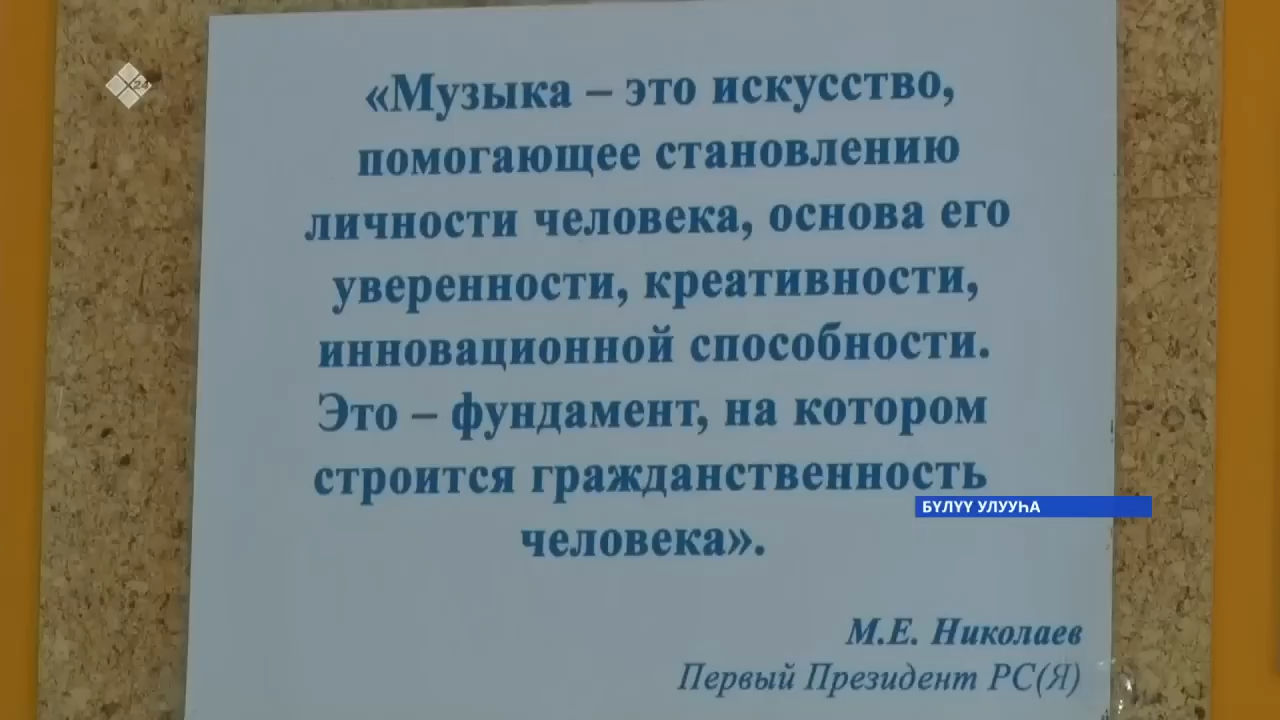 X24
«Музыка – это искусство,
помогающее становлению
личности человека, основа его
уверенности, креативности,
инновационной способности.
Это – фундамент, на котором
строится гражданственность
человека».
БҮЛҮҮ УЛУУҺА
М.Е. Николаев
Первый Президент РС(Я)